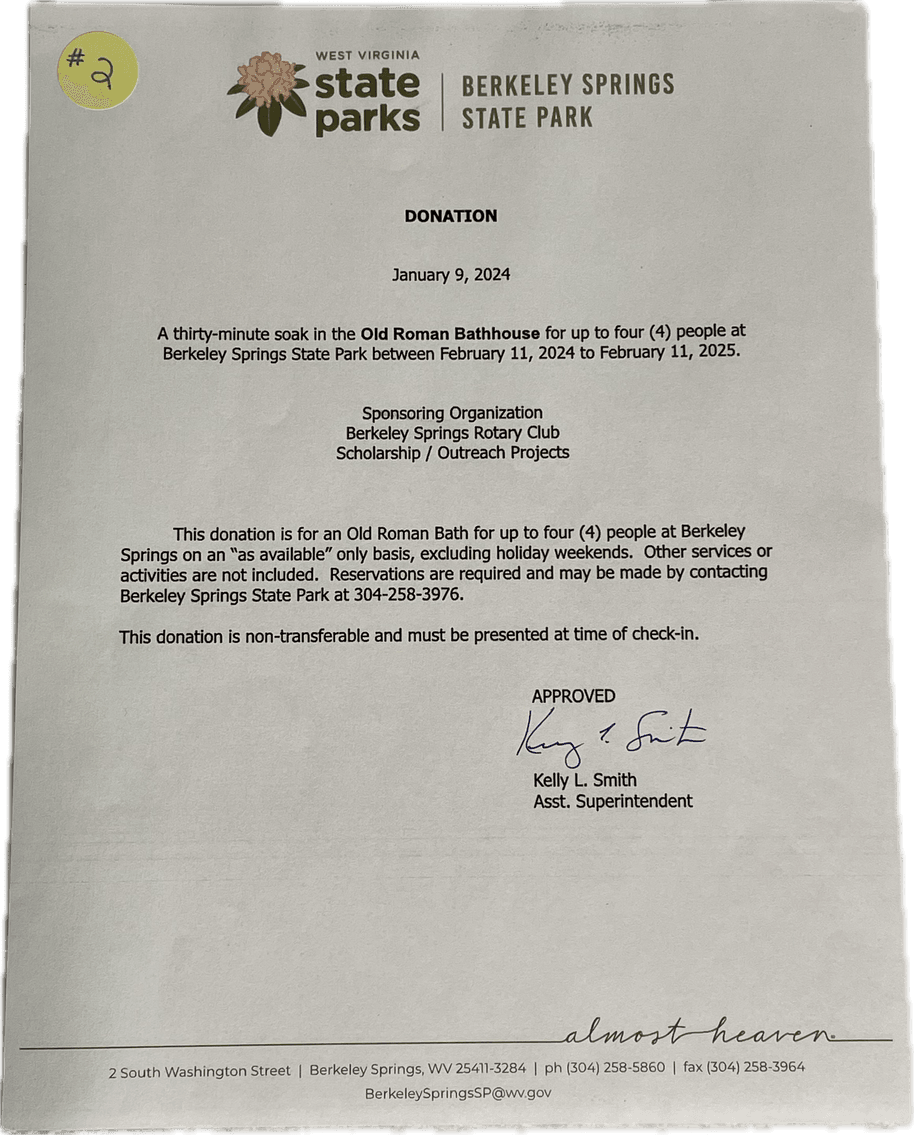 # 2
WEST VIRGINIA
state
parks
BERKELEY SPRINGS
STATE PARK
DONATION
January 9, 2024
A thirty-minute soak in the Old Roman Bathhouse for up to four (4) people at
Berkeley Springs State Park between February 11, 2024 to February 11, 2025.
Sponsoring Organization
Berkeley Springs Rotary Club
Scholarship / Outreach Projects
This donation is for an Old Roman Bath for up to four (4) people at Berkeley
Springs on an “as available” only basis, excluding holiday weekends. Other services or
activities are not included. Reservations are required and may be made by contacting
Berkeley Springs State Park at 304-258-3976.
This donation is non-transferable and must be presented at time of check-in.
APPROVED
Kelly L. Smith
Kelly L. Smith
Asst. Superintendent
almost heaven.
2 South Washington Street | Berkeley Springs, WV 25411-3284 | ph (304) 258-5860 | fax (304) 258-3964
BerkeleySpringsSP@wv.gov